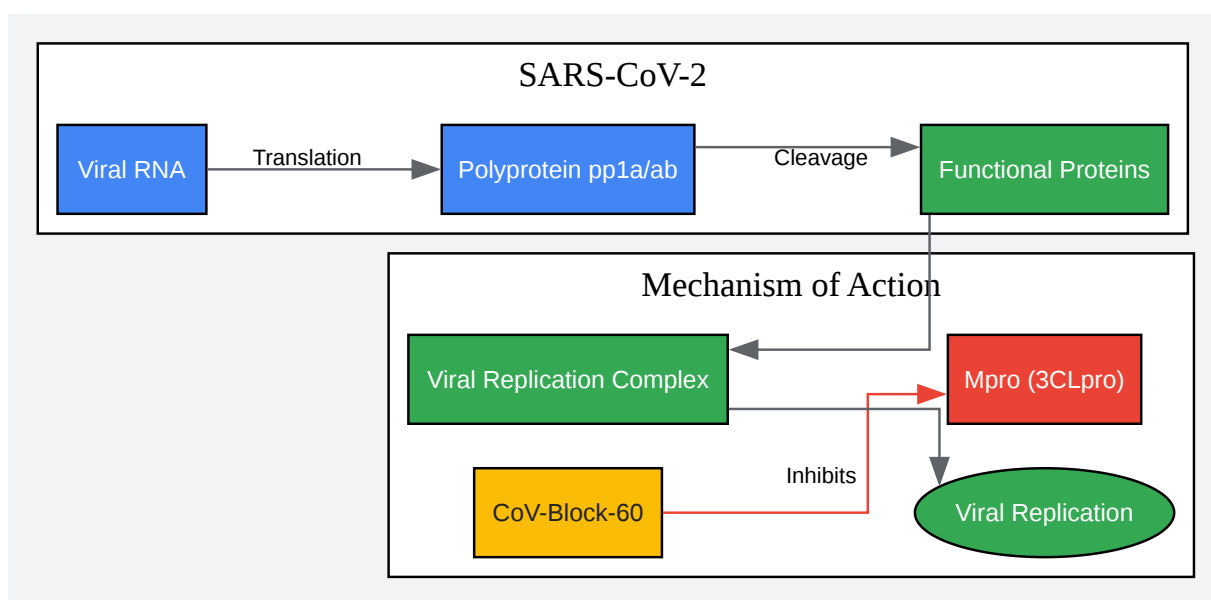 SARS-CoV-2
Viral RNA
Translation
Polyprotein pp1a/ab
Cleavage
Functional Proteins
Mechanism of Action
Viral Replication Complex
Mpro (3CLpro)
Inhibits
CoV-Block-60
Viral Replication